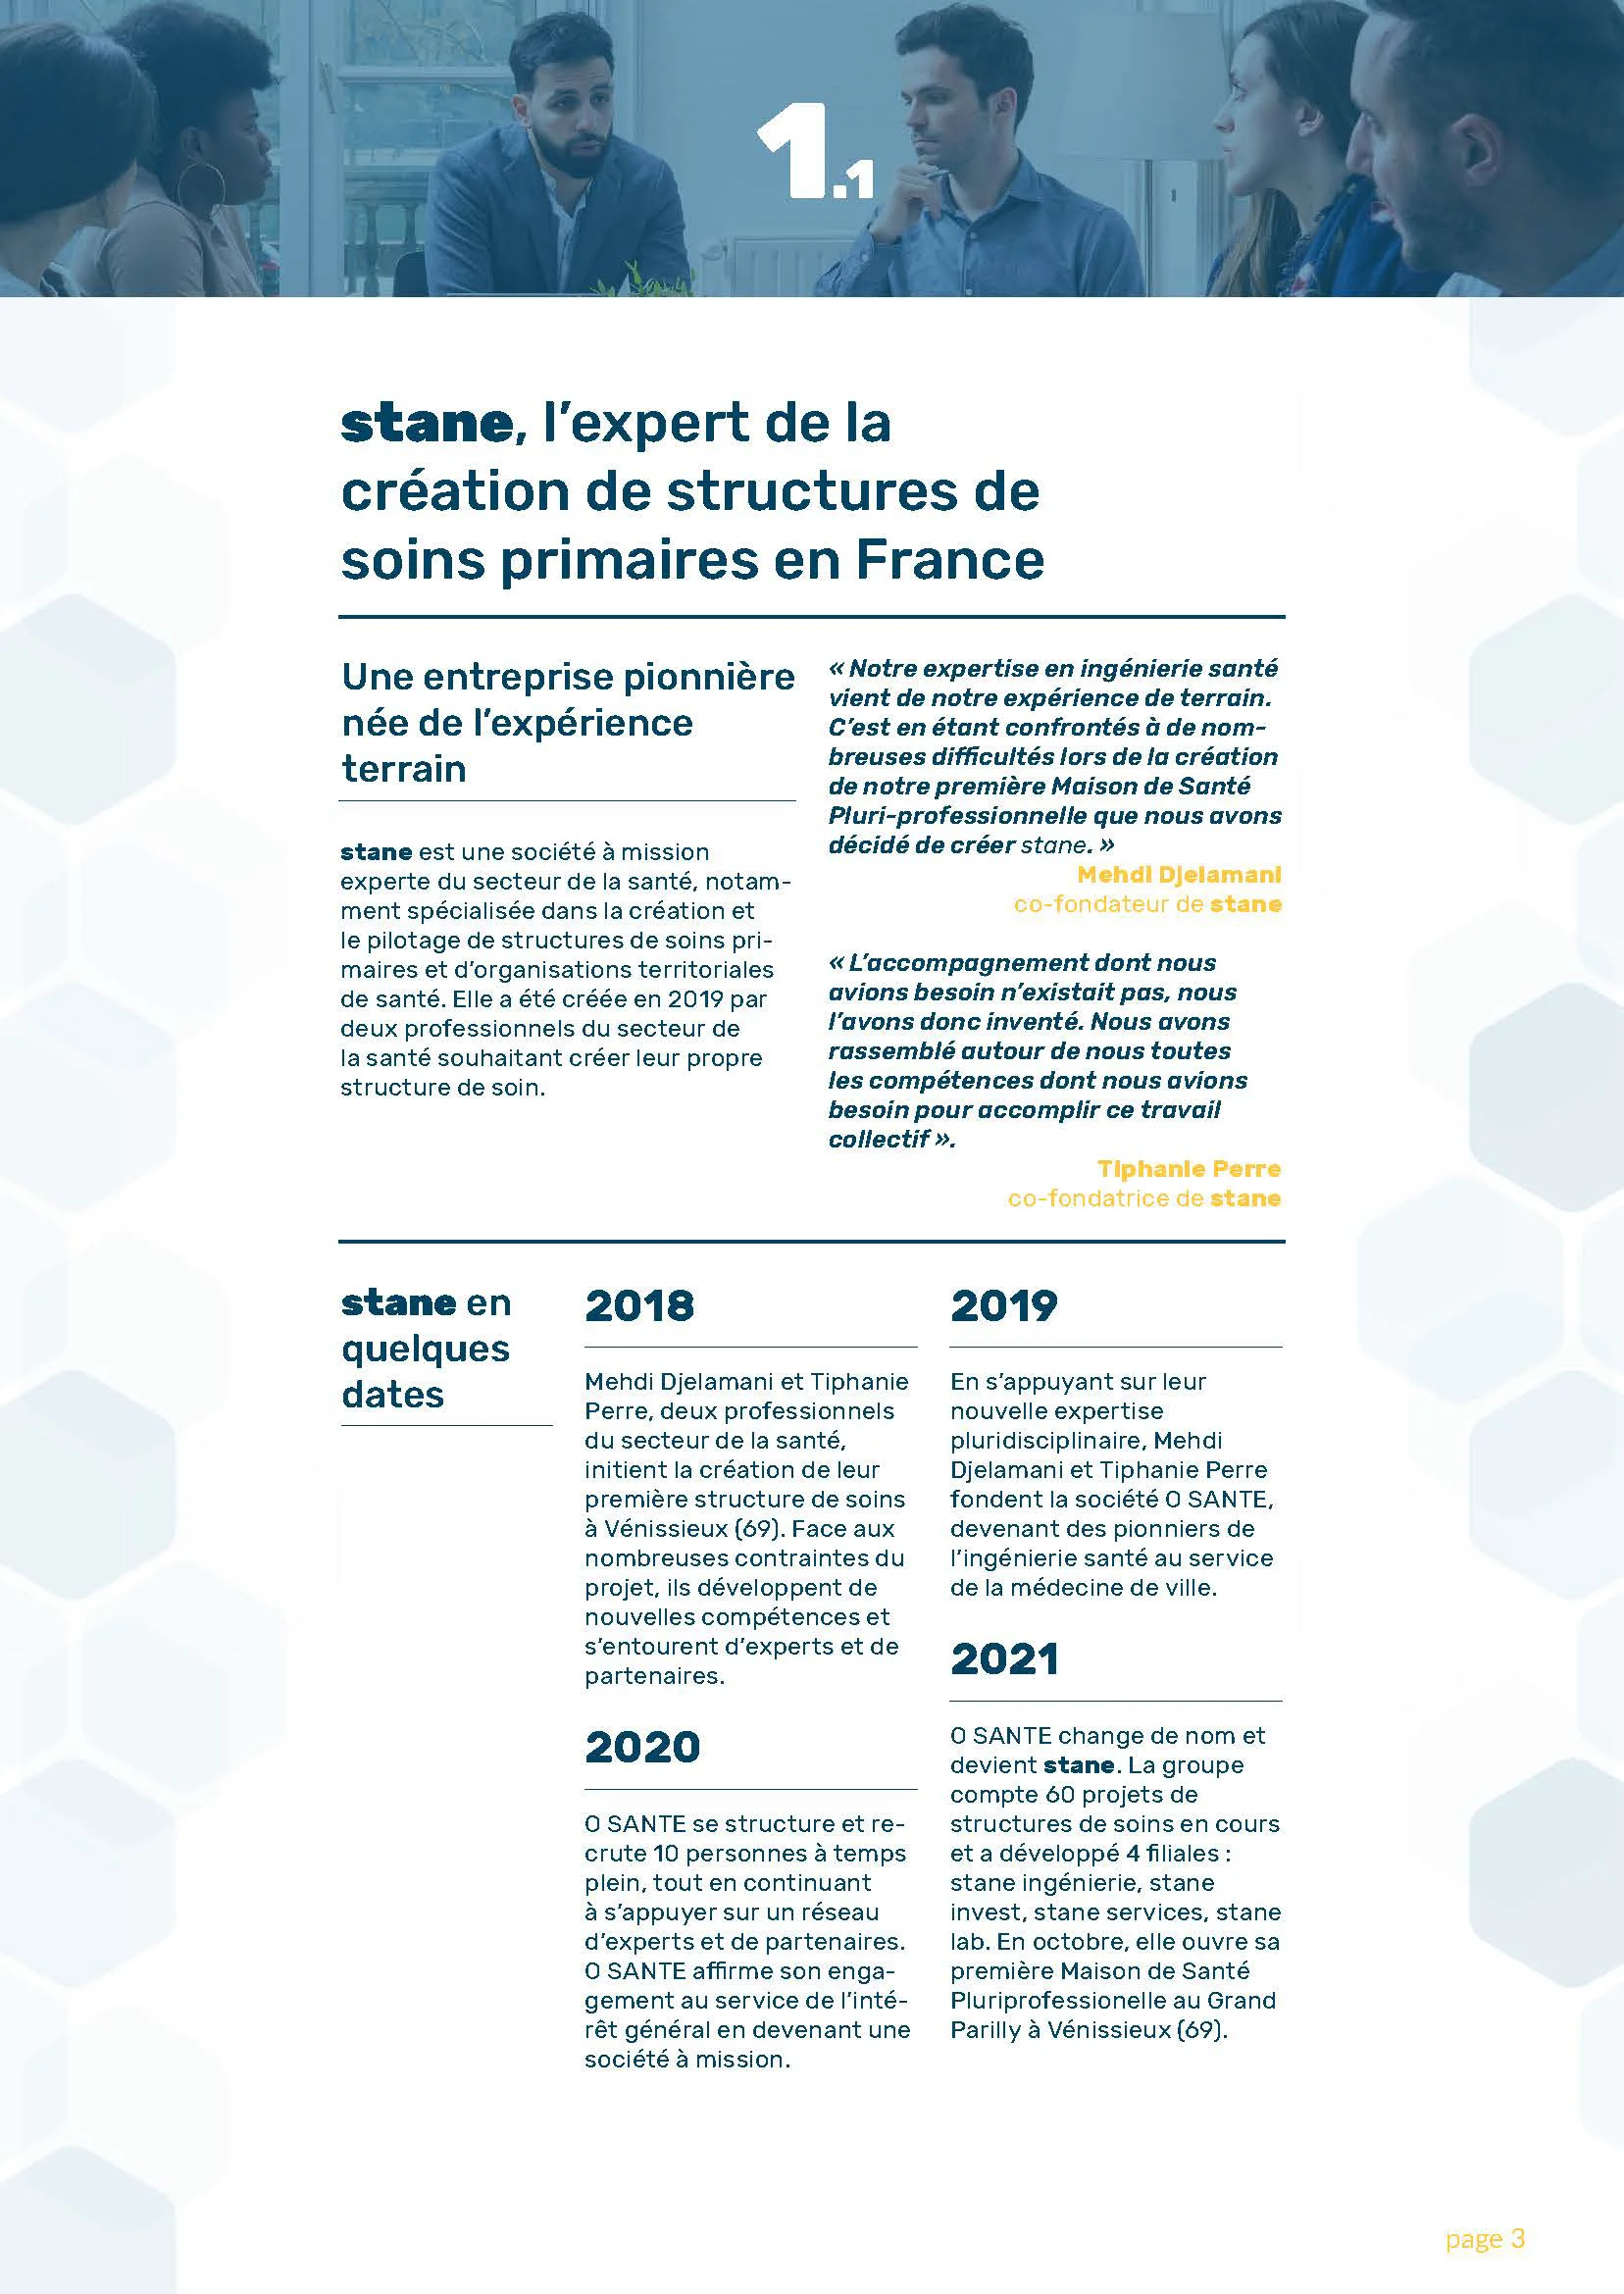 1.1
stane, l’expert de la
création de structures de
soins primaires en France
Une entreprise pionnière
née de l’expérience
terrain
stane est une société à mission
experte du secteur de la santé, notam-
ment spécialisée dans la création et
le pilotage de structures de soins pri-
maires et d’organisations territoriales
de santé. Elle a été créée en 2019 par
deux professionnels du secteur de
la santé souhaitant créer leur propre
structure de soin.
« Notre expertise en ingénierie santé
vient de notre expérience de terrain.
C’est en étant confrontés à de nom-
breuses difficultés lors de la création
de notre première Maison de Santé
Pluri-professionnelle que nous avons
décidé de créer stane. »
Mehdi Djelamani
co-fondateur de stane
« L’accompagnement dont nous
avions besoin n’existait pas, nous
l’avons donc inventé. Nous avons
rassemblé autour de nous toutes
les compétences dont nous avions
besoin pour accomplir ce travail
collectif ».
Tiphanie Perre
co-fondatrice de stane
stane en
quelques
dates
2018
Mehdi Djelamani et Tiphanie
Perre, deux professionnels
du secteur de la santé,
initient la création de leur
première structure de soins
à Vénissieux (69). Face aux
nombreuses contraintes du
projet, ils développent de
nouvelles compétences et
s’entourent d’experts et de
partenaires.
2019
En s’appuyant sur leur
nouvelle expertise
pluridisciplinaire, Mehdi
Djelamani et Tiphanie Perre
fondent la société O SANTE,
devenant des pionniers de
l’ingénierie santé au service
de la médecine de ville.
2020
O SANTE se structure et re-
crute 10 personnes à temps
plein, tout en continuant
à s’appuyer sur un réseau
d’experts et de partenaires.
O SANTE affirme son enga-
gement au service de l’inté-
rêt général en devenant une
société à mission.
2021
O SANTE change de nom et
devient stane. La groupe
compte 60 projets de
structures de soins en cours
et a développé 4 filiales :
stane ingénierie, stane
invest, stane services, stane
lab. En octobre, elle ouvre sa
première Maison de Santé
Pluriprofessionelle au Grand
Parilly à Vénissieux (69).
page 3